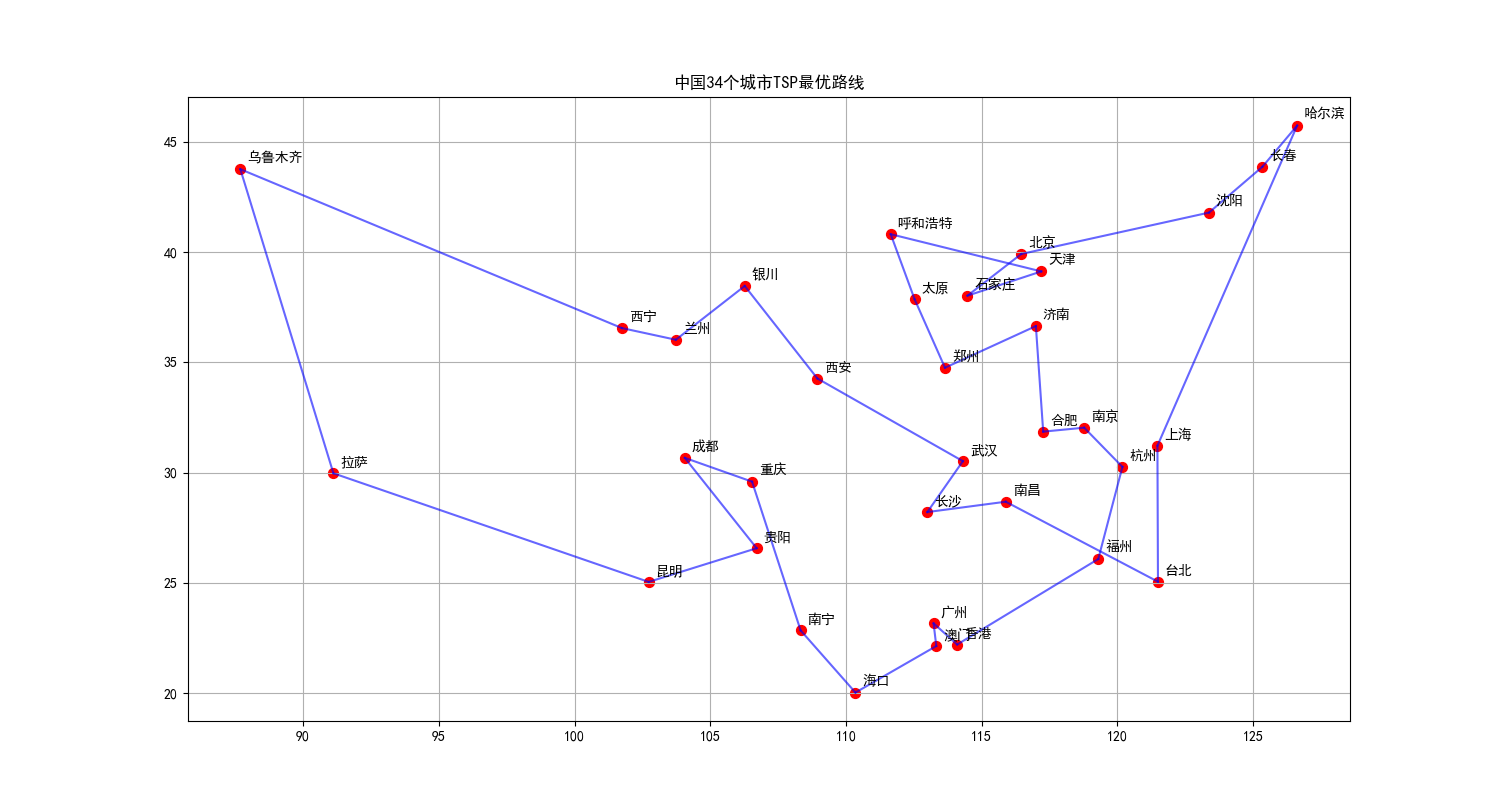 中国34个城市TSP最优路线
哈尔滨
45
乌鲁木齐
长春
沈阳
呼和浩特
北京
40
天津
银川
石家庄
太原
西宁
济南
兰州
郑州
35
西安
合肥
南京
上海
成都
武汉
杭州
拉萨
重庆
30
南昌
长沙
贵阳
福州
昆明
台北
25
南宁
广州
澳门
香港
海口
20
90
95
100
105
110
115
120
125